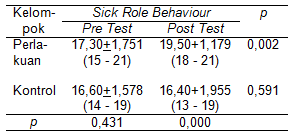 Kelom- Sick Role Behaviour p
pok Pre Test Post Test
Perla- 17,30±1,751 19,50+1,179 0,002
kuan (15 - 21) (18 - 21)
Kontrol 16,60±1,578 16,40+1,955 0,591
(14 - 19) (13 - 19)
p 0,431 0,000